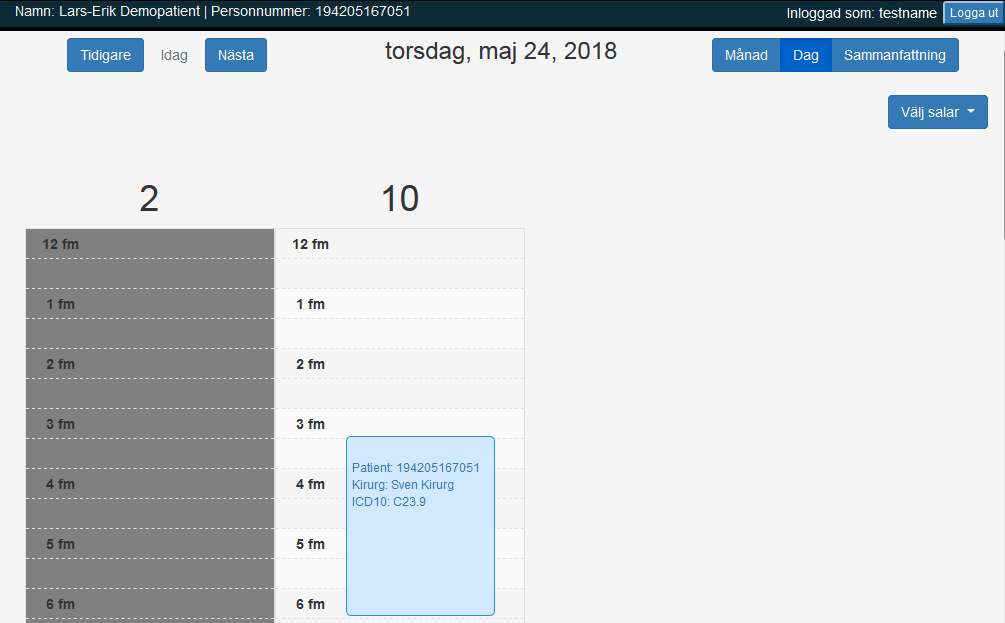 Namn: Lars-Erik Demopatient | Personnummer: 194205167051
Inloggad som: testname Logga ut
Tidigare Idag Nästa
torsdag, maj 24, 2018
Månad Dag Sammanfattning
Välj salar
2 10
12 fm 12 fm
1 fm 1 fm
2 fm 2 fm
3 fm 3 fm
Patient: 194205167051
4 fm 4 fm
Kirurg: Sven Kirurg
ICD10: C23.9
5 fm 5 fm
6 fm 6 fm